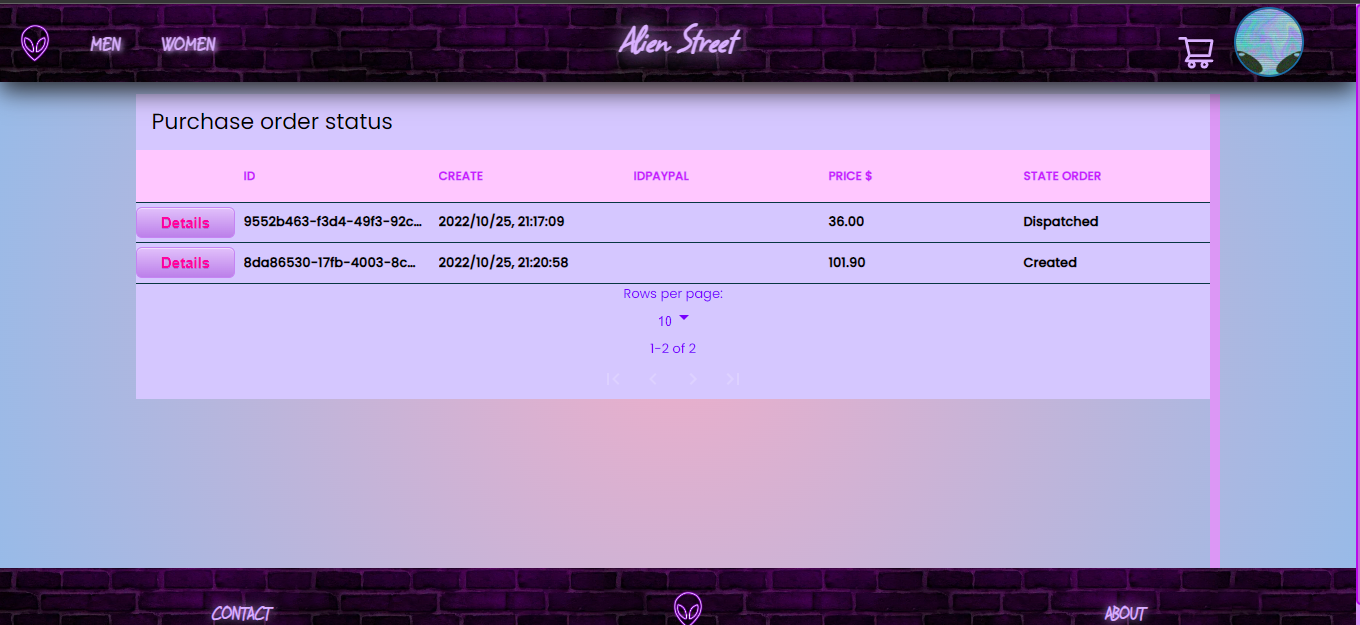 MEN WOMEN Alien Street
Purchase order status
ID CREATE IDPAYPAL PRICE $ STATE ORDER
Details 9552b463-f3d4-49f3-92c... 2022/10/25, 21:17:09 36.00 Dispatched
Details 8da86530-17fb-4003-8c... 2022/10/25, 21:20:58 101.90 Created
Rows per page:
10
1-2 of 2
CONTACT ABOUT